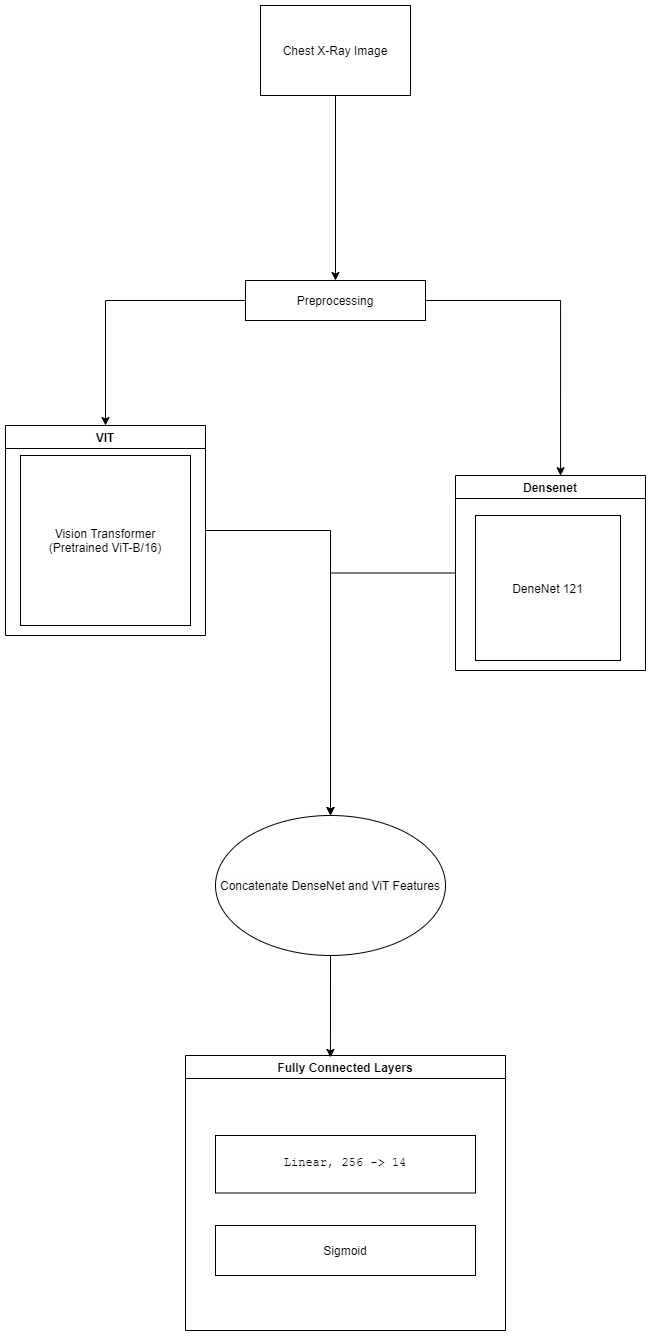 Chest X-Ray Image
Preprocessing
VIT
Vision Transformer
(Pretrained ViT-B/16)
Densenet
DeneNet 121
Concatenate DenseNet and ViT Features
Fully Connected Layers
Linear, 256 -> 14
Sigmoid